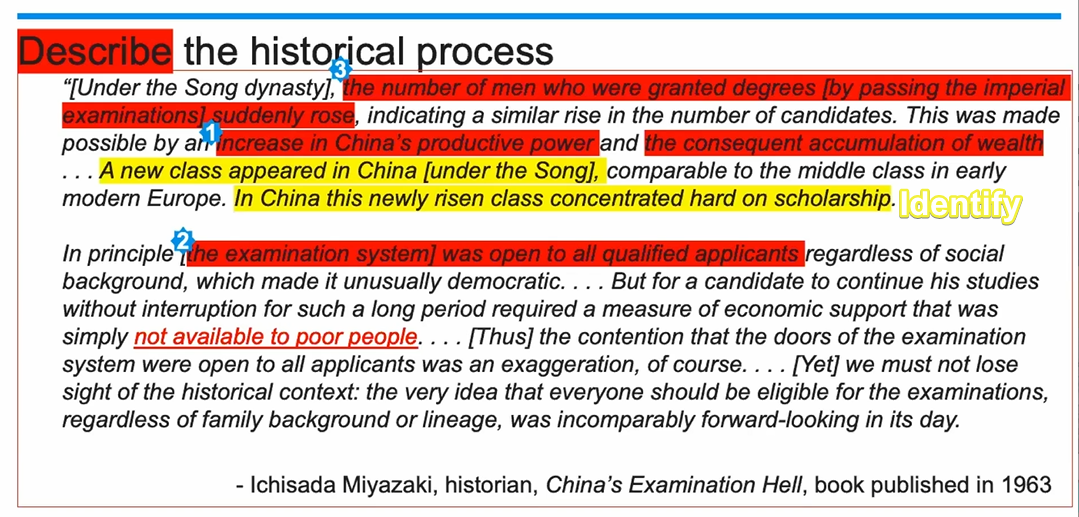 Describe the historical process
“[Under the Song dynasty], the number of men who were granted degrees [by passing the imperial
examinations] suddenly rose, indicating a similar rise in the number of candidates. This was made
possible by an increase in China’s productive power and the consequent accumulation of wealth
. . . A new class appeared in China [under the Song], comparable to the middle class in early
modern Europe. In China this newly risen class concentrated hard on scholarship.
Identify
In principle [the examination system] was open to all qualified applicants regardless of social
background, which made it unusually democratic. . . . But for a candidate to continue his studies
without interruption for such a long period required a measure of economic support that was
simply not available to poor people. . . . [Thus] the contention that the doors of the examination
system were open to all applicants was an exaggeration, of course. . . . [Yet] we must not lose
sight of the historical context: the very idea that everyone should be eligible for the examinations,
regardless of family background or lineage, was incomparably forward-looking in its day.
- Ichisada Miyazaki, historian, China’s Examination Hell, book published in 1963
3
1
2